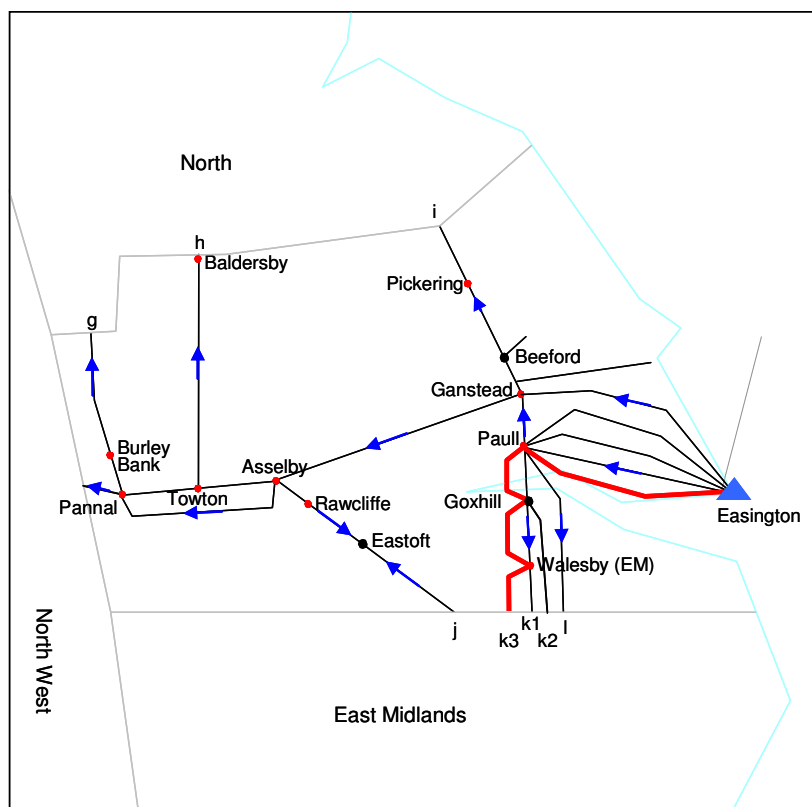 North
i
h
Baldersby
Pickering
g
Beeford
Ganstead
Paull
Burley
Bank
Asselby
Pannal
Towton
Rawcliffe
Goxhill
Easington
Eastoft
Walesby (EM)
North West
j
k3
k1
k2
l
East Midlands